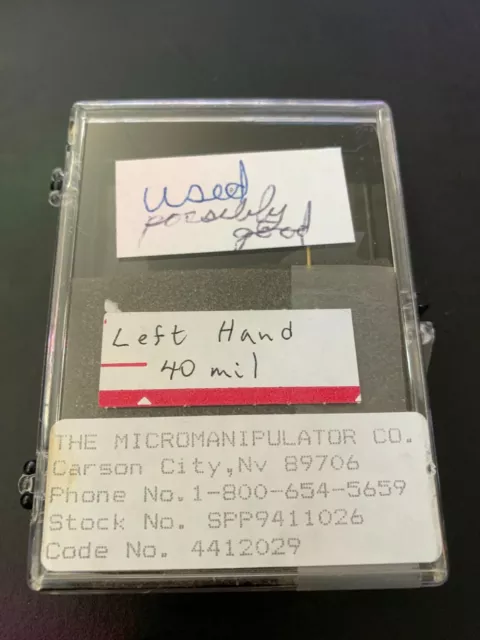 used
possibly
good
Left Hand
40 mil
THE MICROMANIPULATOR CO.
Carson City,Nv 89706
Phone No.1-800-654-5659
Stock No. SPP9411026
Code No. 4412029